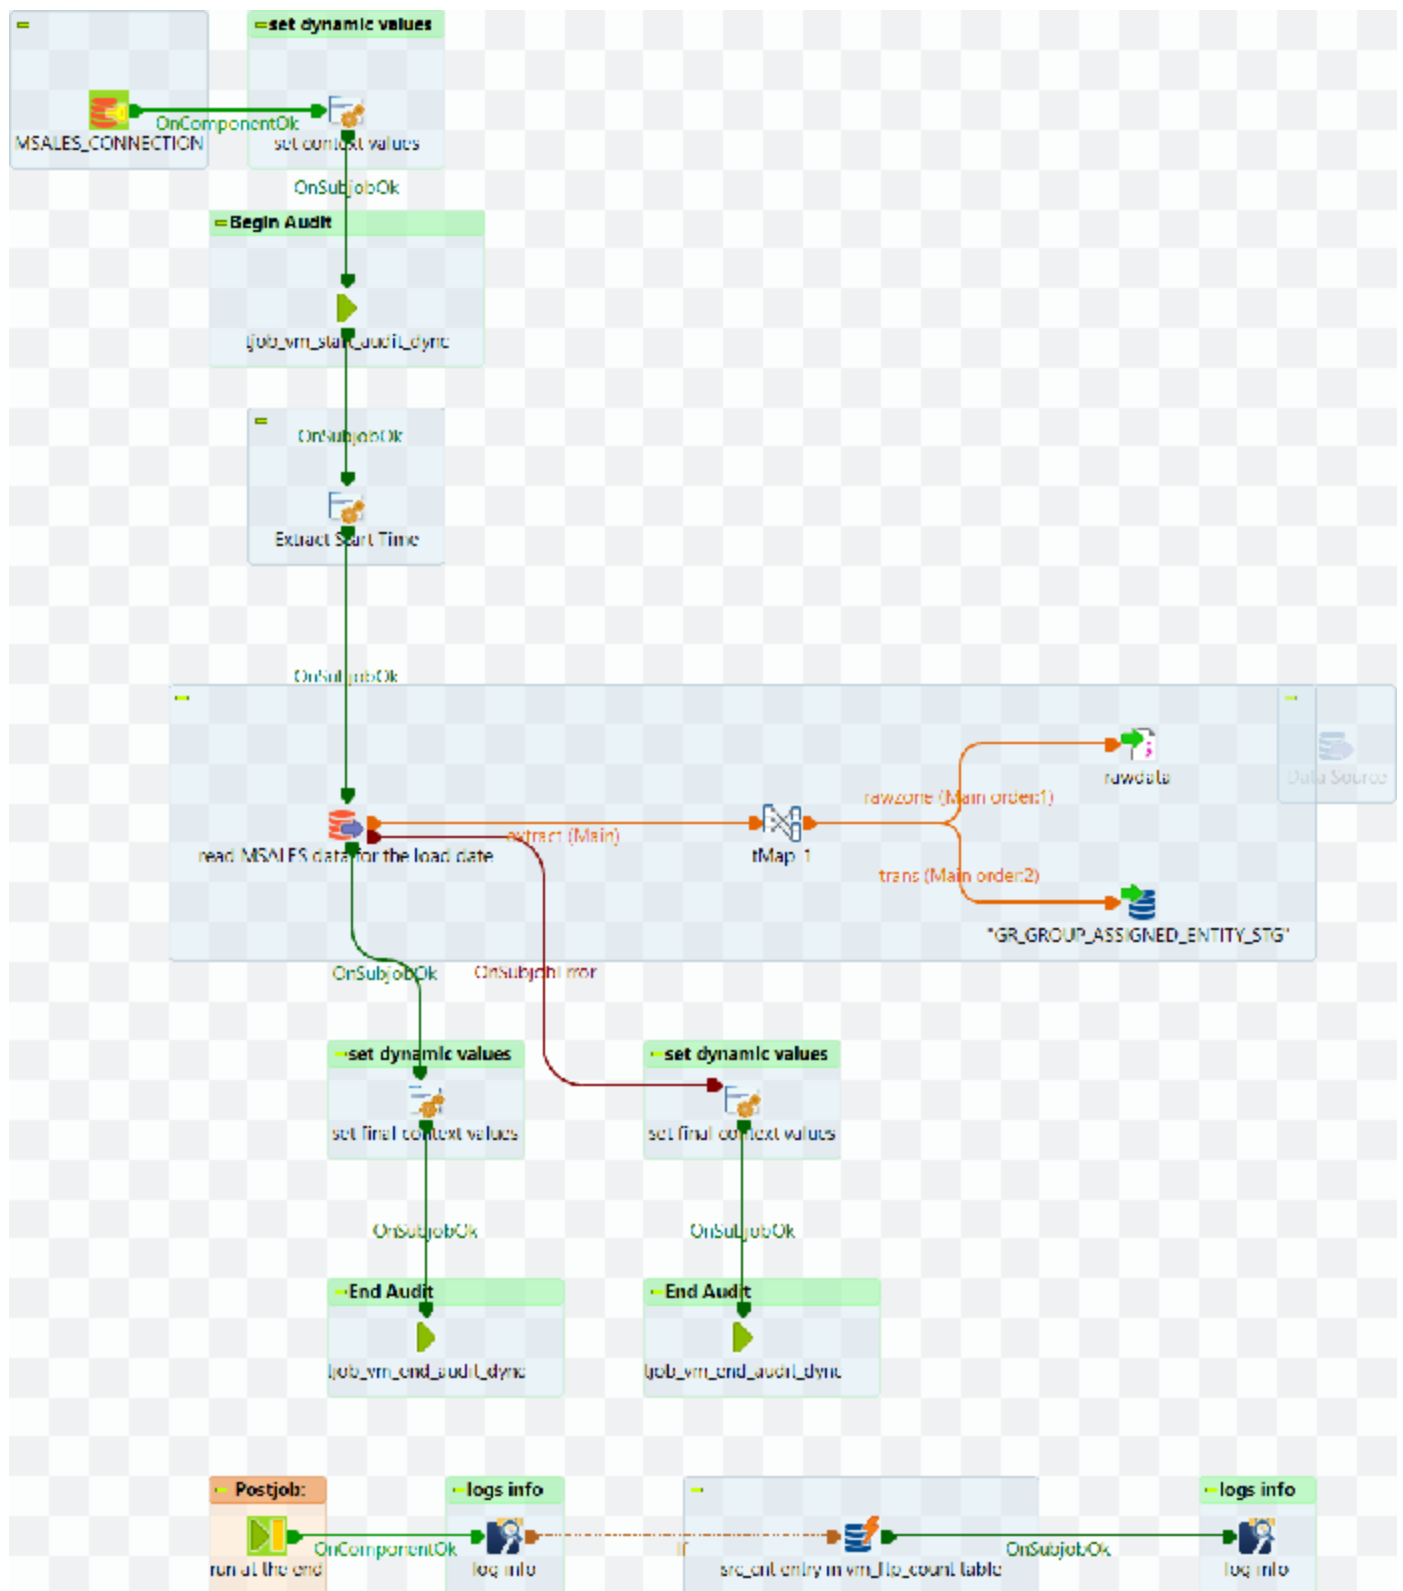 set dynamic values
OnComponentOk
MSALES_CONNECTION
set context values
OnSubjobOk
Begin Audit
tjob_vm_start_audit_dync
OnSubjobOk
Extract Start Time
OnSubjobOk
rawdata
Data Source
rawzone (Main order:1)
extract (Main)
read MSALES data for the load date
tMap_1
trans (Main order:2)
"GR_GROUP_ASSIGNED_ENTITY_STG"
OnSubjobOk
OnSubjobError
set dynamic values
set dynamic values
set final context values
set final context values
OnSubjobOk
OnSubjobOk
End Audit
End Audit
tjob_vm_end_audit_dync
tjob_vm_end_audit_dync
Postjob:
logs info
logs info
OnComponentOk
If
OnSubjobOk
run at the end
log info
src_cnt entry in vm_ftp_count table
log info